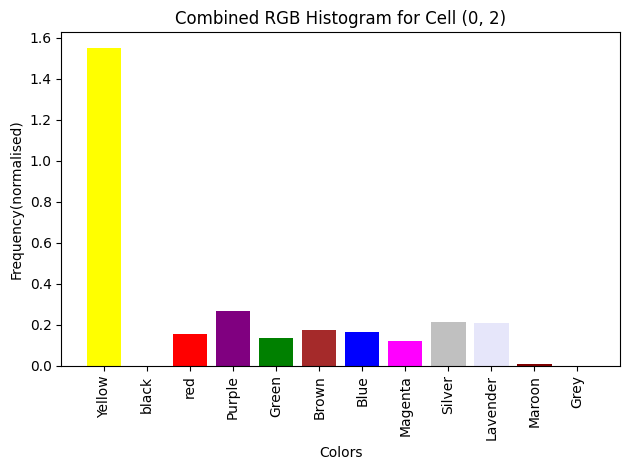 Combined RGB Histogram for Cell (0, 2)
Frequency(normalised)
1.6
1.4
1.2
1.0
0.8
0.6
0.4
0.2
0.0
Yellow
black
red
Purple
Green
Brown
Blue
Magenta
Silver
Lavender
Maroon
Grey
Colors